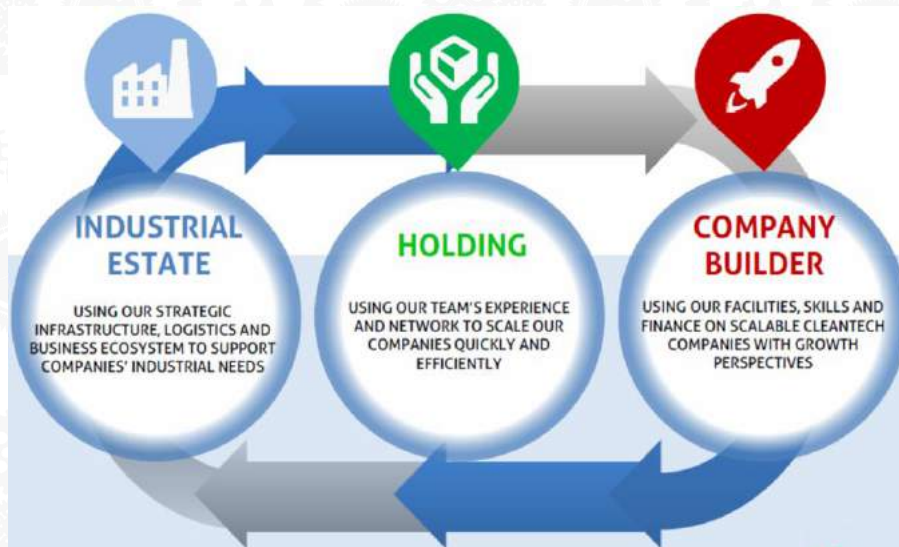 INDUSTRIAL
ESTATE
USING OUR STRATEGIC
INFRASTRUCTURE, LOGISTICS AND
BUSINESS ECOSYSTEM TO SUPPORT
COMPANIES' INDUSTRIAL NEEDS
HOLDING
USING OUR TEAM'S EXPERIENCE
AND NETWORK TO SCALE OUR
COMPANIES QUICKLY AND
EFFICIENTLY
COMPANY
BUILDER
USING OUR FACILITIES, SKILLS AND
FINANCE ON SCALABLE CLEANTECH
COMPANIES WITH GROWTH
PERSPECTIVES